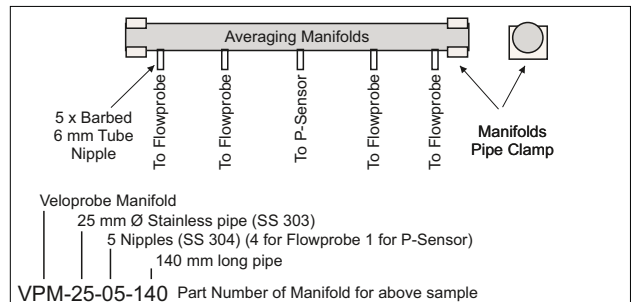 Averaging Manifolds
5 x Barbed
6 mm Tube
Nipple
To Flowprobe
To Flowprobe
To P-Sensor
To Flowprobe
To Flowprobe
Manifolds
Pipe Clamp
Veloprobe Manifold
25 mm Ø Stainless pipe (SS 303)
5 Nipples (SS 304) (4 for Flowprobe 1 for P-Sensor)
140 mm long pipe
VPM-25-05-140 Part Number of Manifold for above sample